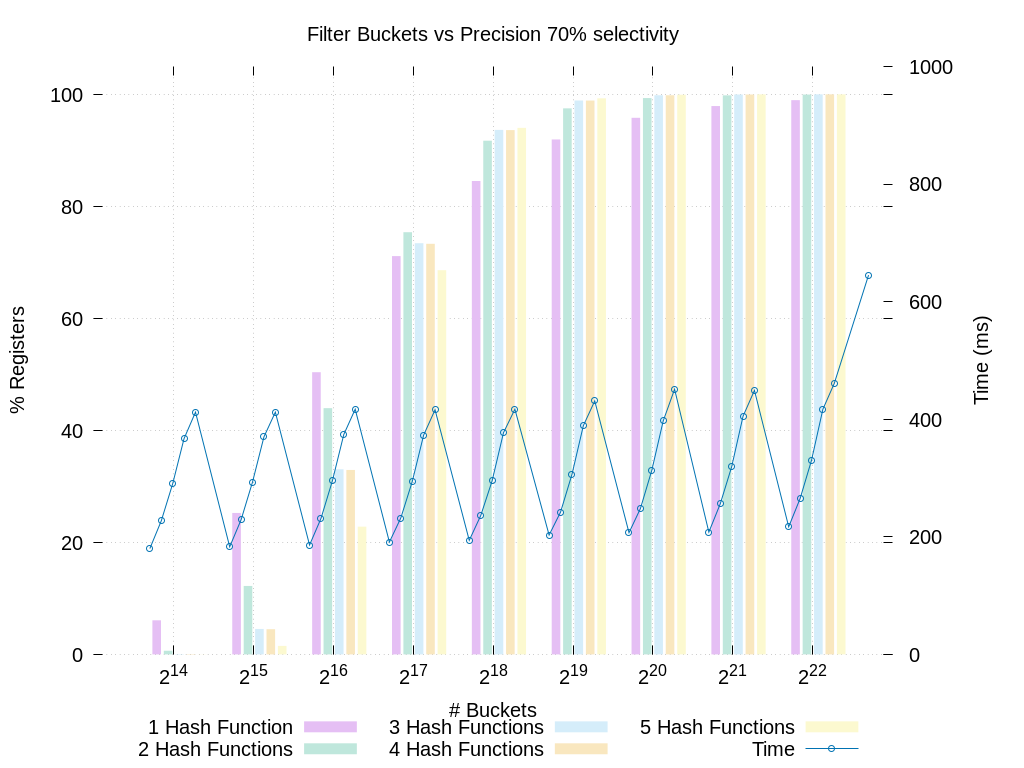 Filter Buckets vs Precision 70% selectivity
1000
100
800
80
600
60
% Registers
Time (ms)
400
40
200
20
0
0
2^14 2^15 2^16 2^17 2^18 2^19 2^20 2^21 2^22
# Buckets
1 Hash Function 3 Hash Functions 5 Hash Functions
2 Hash Functions 4 Hash Functions Time